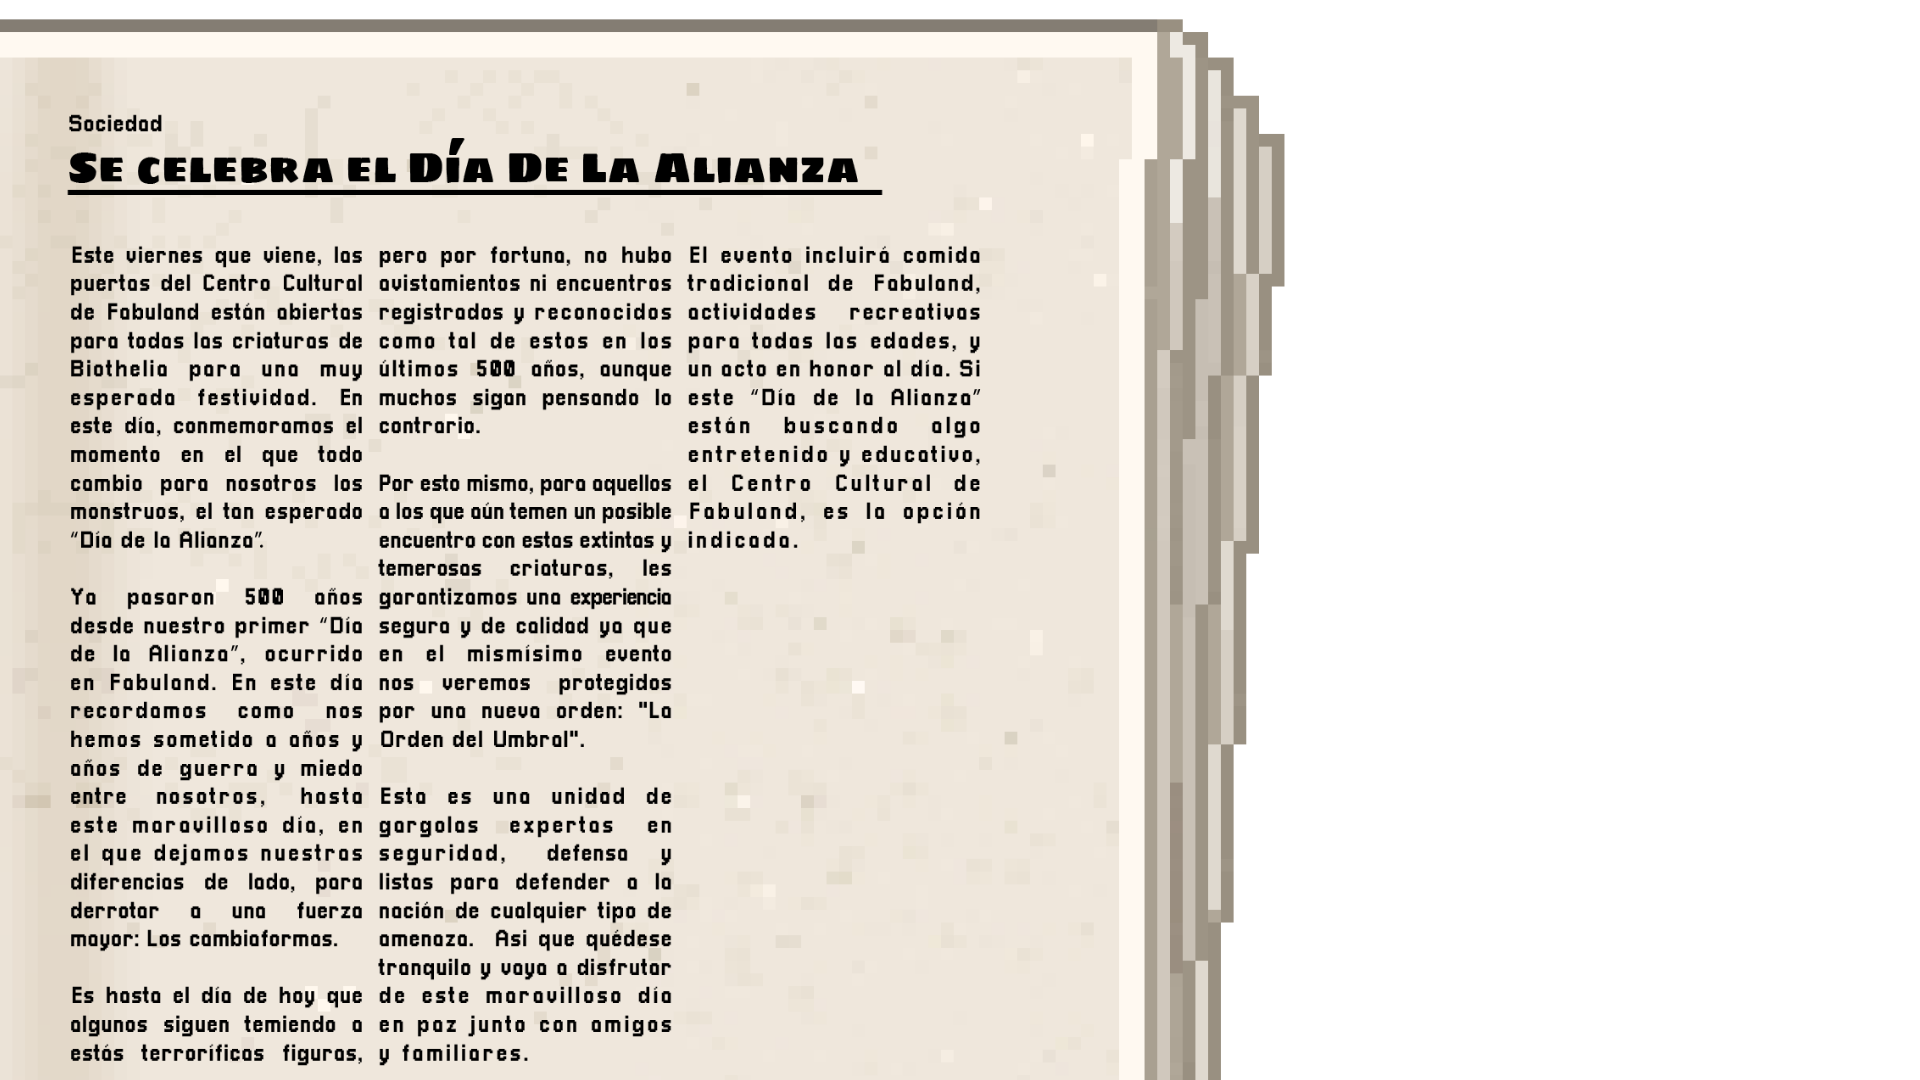 Sociedad
Se celebra el Día De La Alianza
Este viernes que viene, las
puertas del Centro Cultural
de Fabuland están abiertas
para todas las criaturas de
Biothelia para una muy
esperada festividad. En
este día, conmemoramos el
momento en el que todo
cambio para nosotros los
monstruos, el tan esperado
“Día de la Alianza”.
Ya pasaron 500 años
desde nuestro primer “Día
de la Alianza”, ocurrido
en Fabuland. En este día
recordamos como nos
hemos sometido a años y
años de guerra y miedo
entre nosotros, hasta
este maravilloso día, en
el que dejamos nuestras
diferencias de lado, para
derrotar a una fuerza
mayor: Los cambiaformas.
Es hasta el día de hoy que
algunos siguen temiendo a
estás terroríficas figuras,
pero por fortuna, no hubo
avistamientos ni encuentros
registrados y reconocidos
como tal de estos en los
últimos 500 años, aunque
muchos sigan pensando lo
contrario.
Por esto mismo, para aquellos
a los que aún temen un posible
encuentro con estas extintas y
temerosas criaturas, les
garantizamos una experiencia
segura y de calidad ya que
en el mismísimo evento
nos veremos protegidos
por una nueva orden: "La
Orden del Umbral".
Esta es una unidad de
gargolas expertas en
seguridad, defensa y
listas para defender a la
nación de cualquier tipo de
amenaza. Asi que quédese
tranquilo y vaya a disfrutar
de este maravilloso día
en paz junto con amigos
y familiares.
El evento incluirá comida
tradicional de Fabuland,
actividades recreativas
para todas las edades, y
un acto en honor al día. Si
este “Día de la Alianza”
están buscando algo
entretenido y educativo,
el Centro Cultural de
Fabuland, es la opción
indicada.